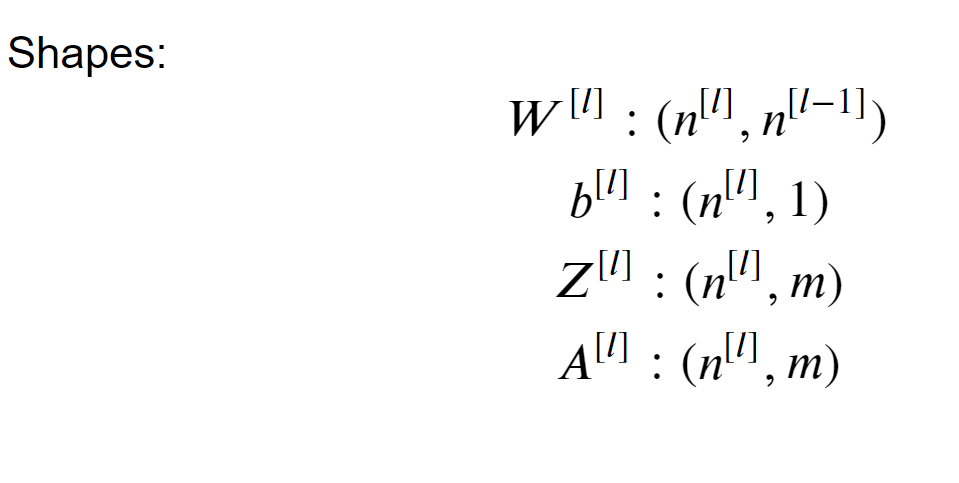 Shapes:
W^{[l]} : (n^{[l]}, n^{[l−1]})
b^{[l]} : (n^{[l]}, 1)
Z^{[l]} : (n^{[l]}, m)
A^{[l]} : (n^{[l]}, m)